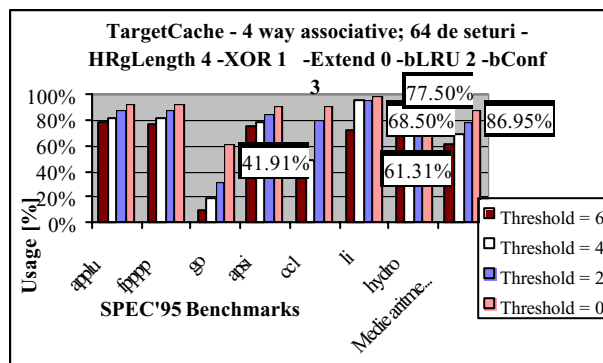 TargetCache - 4 way associative; 64 de seturi -
HRgLength 4 -XOR 1 -Extend 0 -bLRU 2 -bConf
3
77.50%
100%
80%
60%
40%
20%
0%
68.50%
86.95%
41.91%
61.31%
Usage [%]
applu
fpppp
go
apsi
cc1
li
hydro
Medie aritme...
SPEC'95 Benchmarks
Threshold = 6
Threshold = 4
Threshold = 2
Threshold = 0